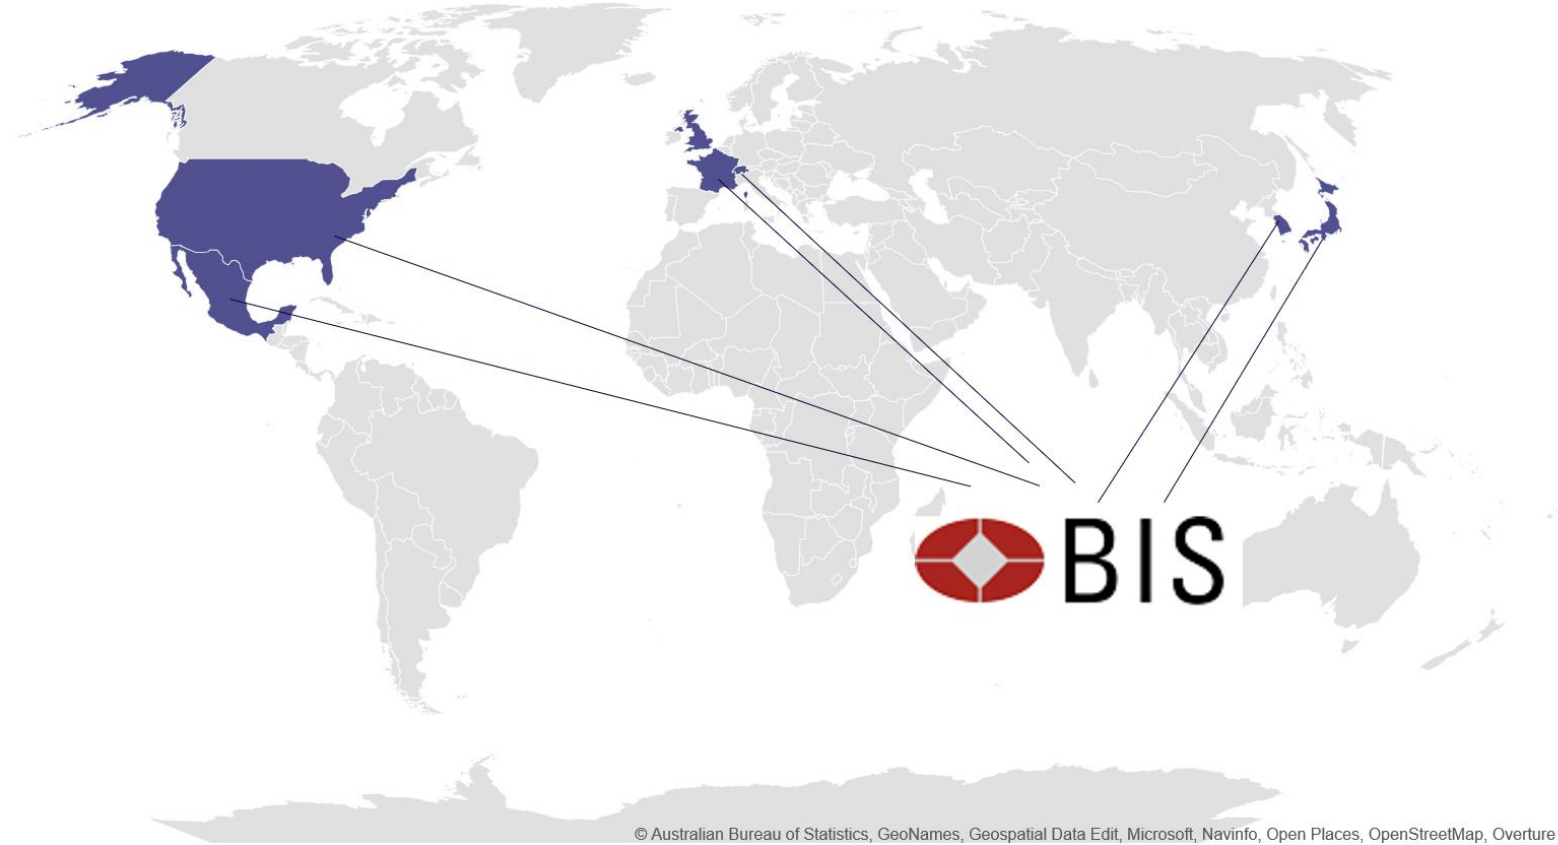 BIS
© Australian Bureau of Statistics, GeoNames, Geospatial Data Edit, Microsoft, Navinfo, Open Places, OpenStreetMap, Overture